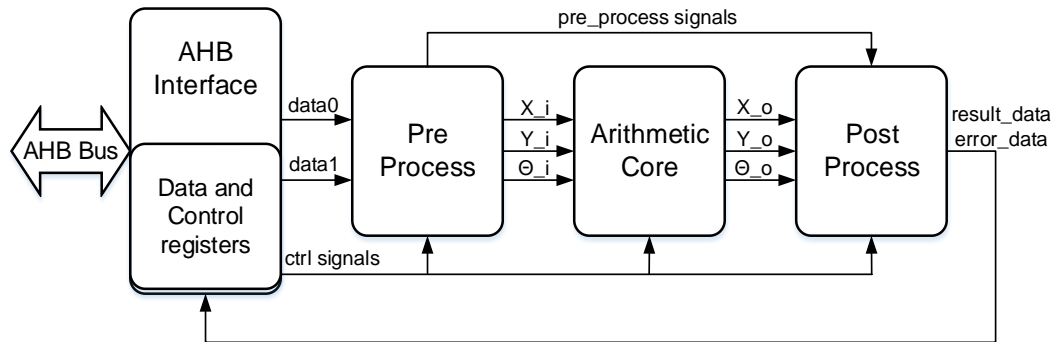 pre_process signals
AHB
Interface
AHB Bus
Data and
Control
registers
data0
data1
ctrl signals
Pre
Process
X_i
Y_i
Θ_i
Arithmetic
Core
X_o
Y_o
Θ_o
Post
Process
result_data
error_data